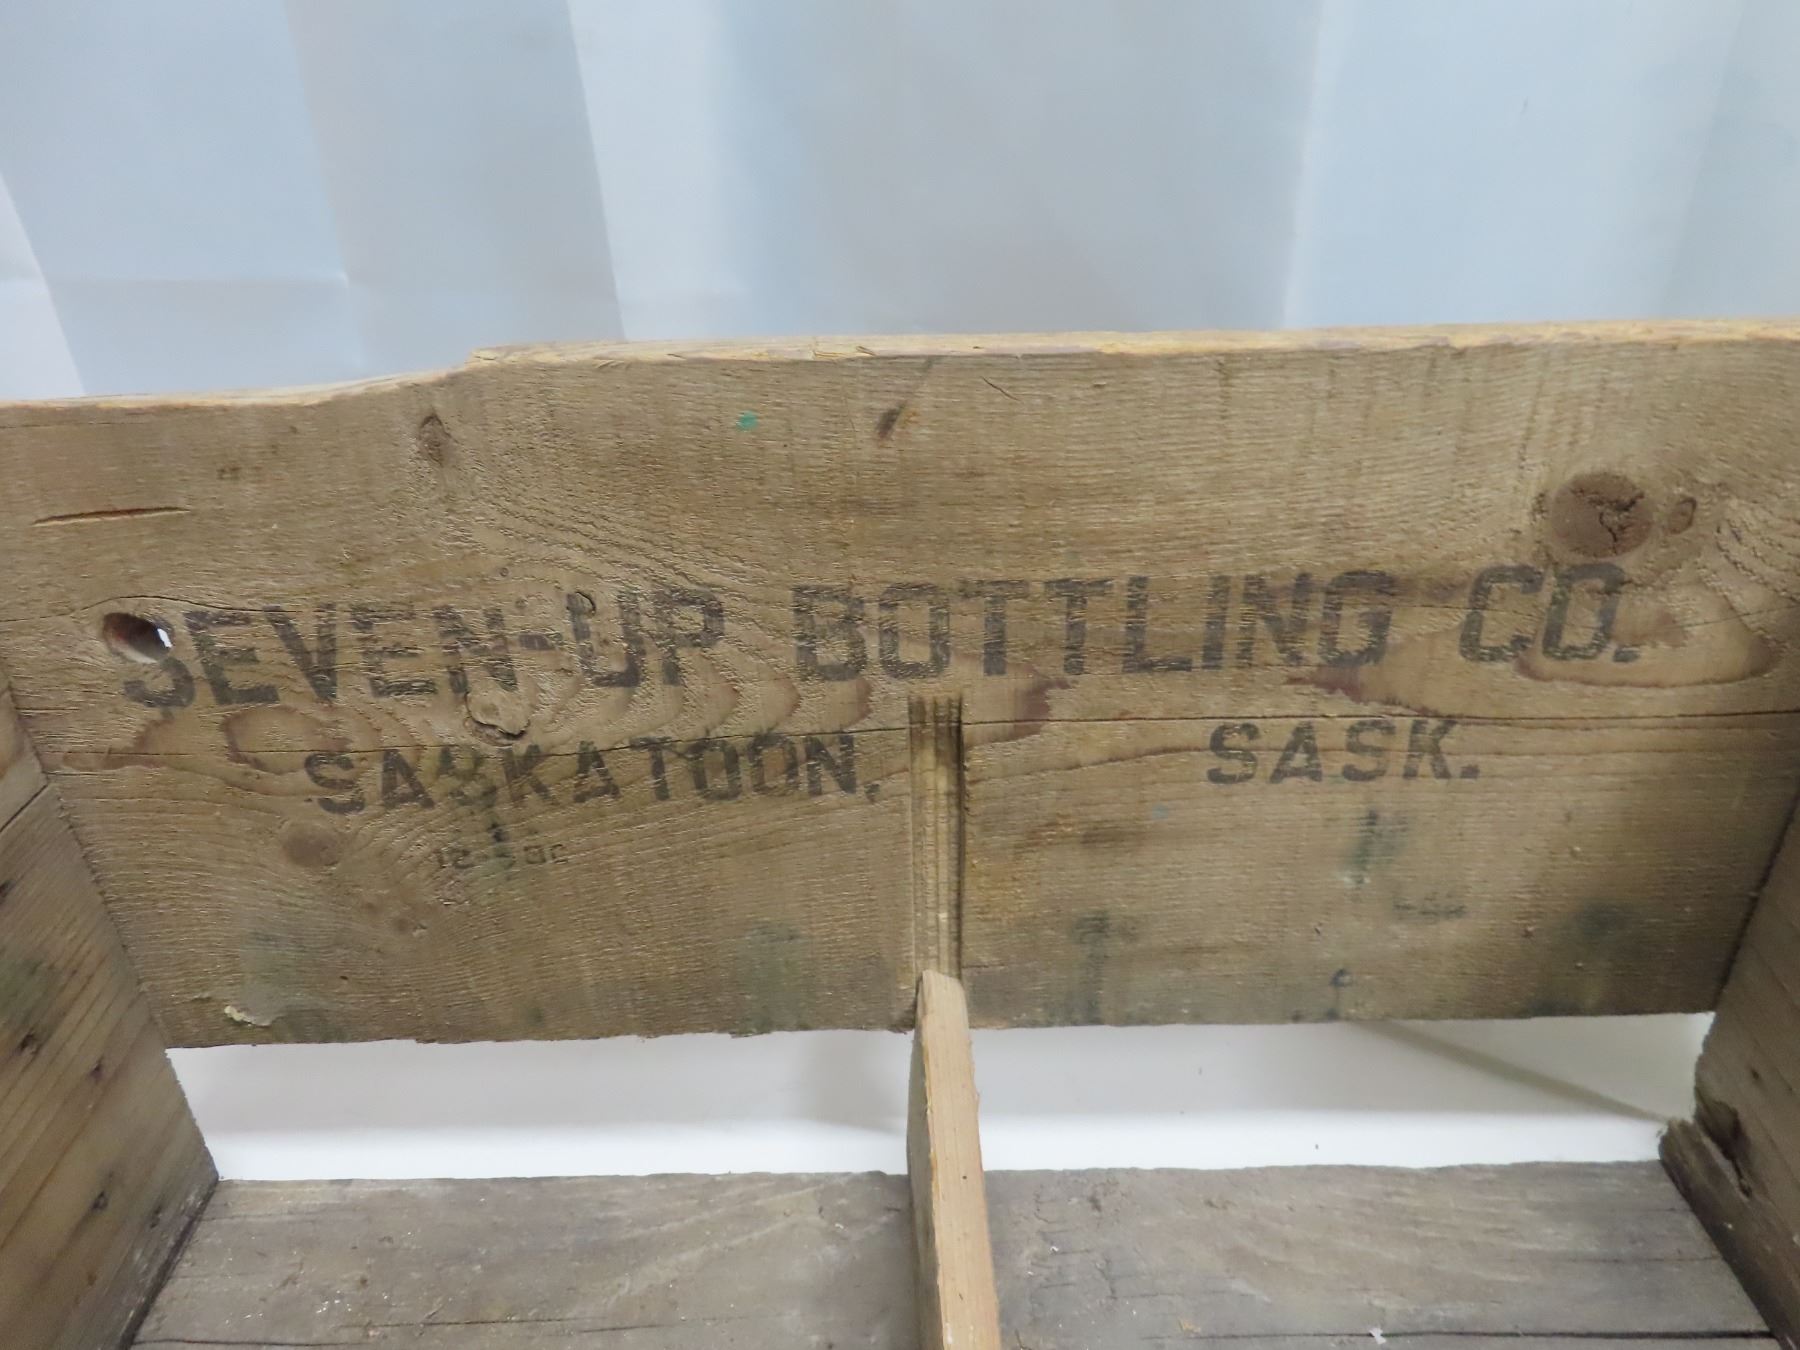 SEVEN-UP BOTTLING CO.
SASKATOON, SASK.